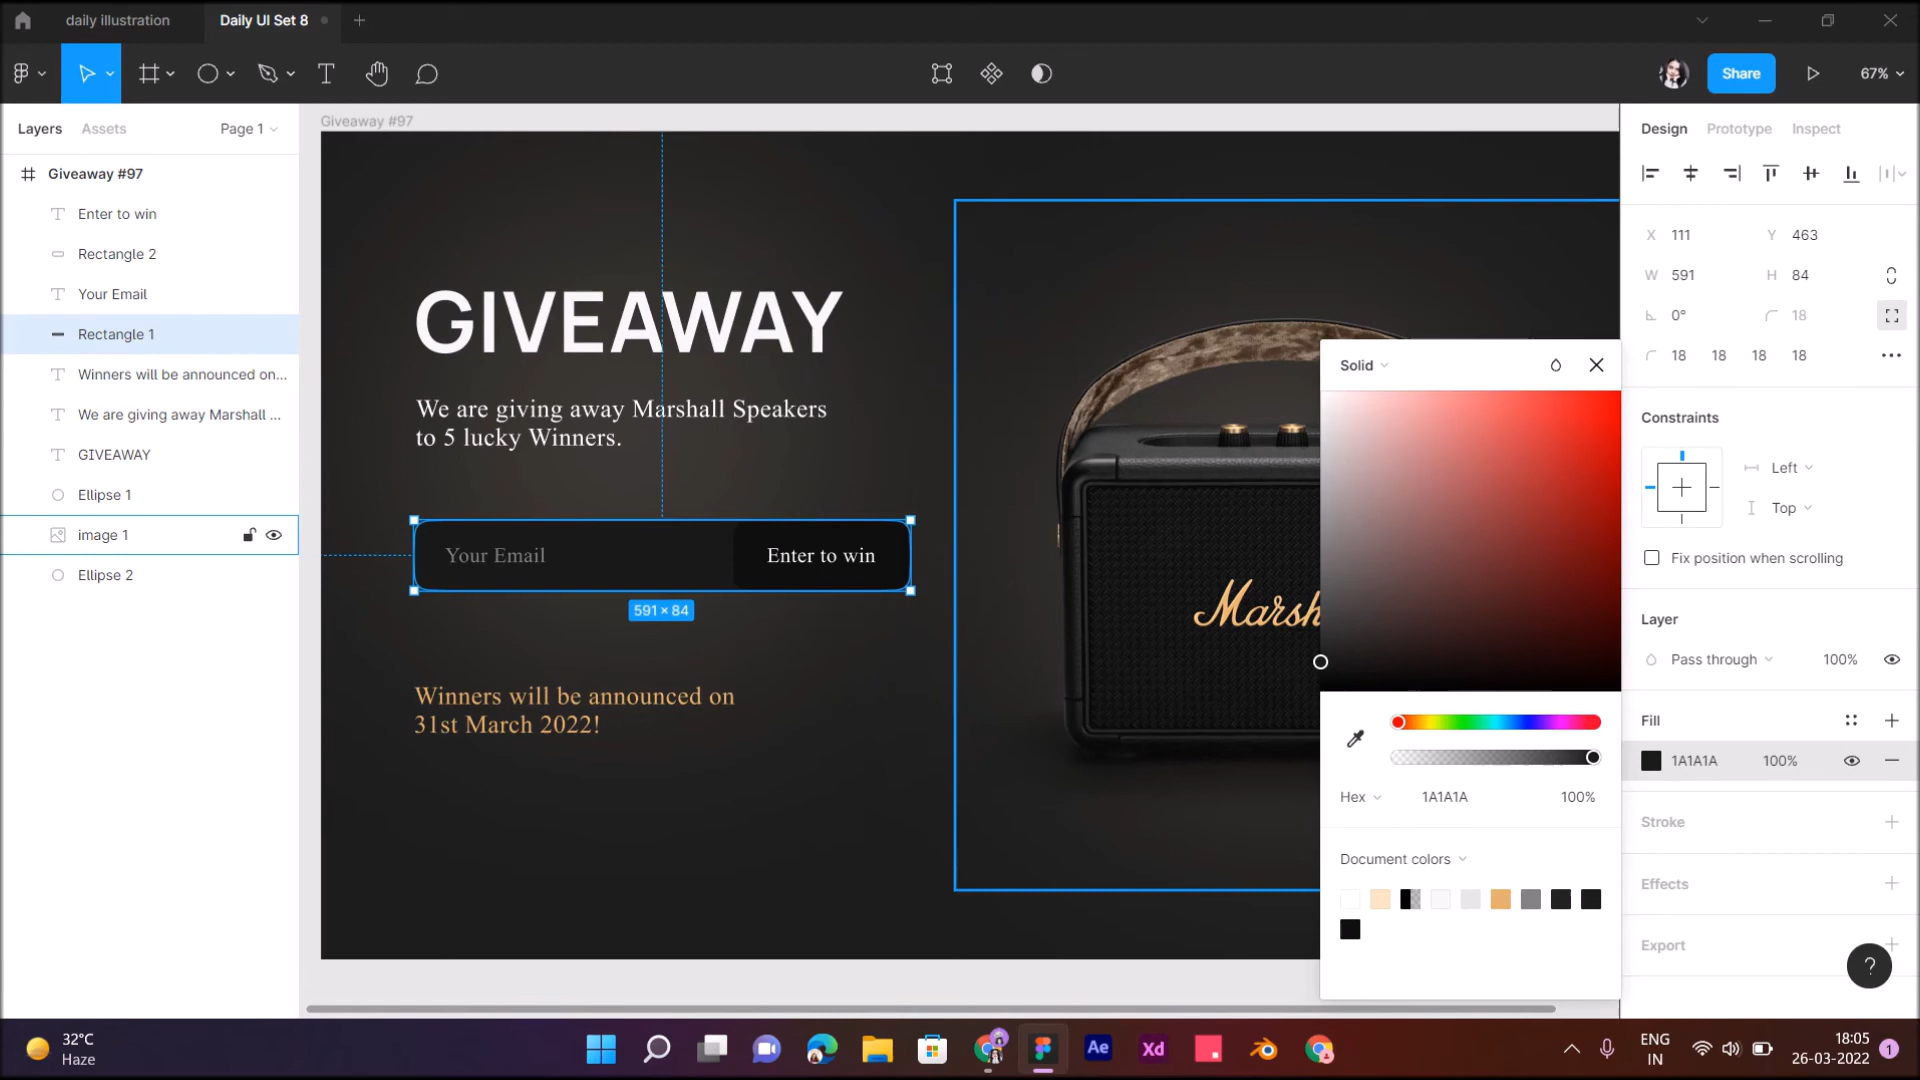 daily illustration
Daily UI Set 8
Share
67%
Layers
Assets
Page 1
Giveaway #97
Enter to win
Rectangle 2
Your Email
Rectangle 1
Winners will be announced on...
We are giving away Marshall ...
GIVEAWAY
Ellipse 1
image 1
Ellipse 2
Giveaway #97
GIVEAWAY
We are giving away Marshall Speakers
to 5 lucky Winners.
Your Email
Enter to win
591 × 84
Winners will be announced on
31st March 2022!
Marsh
Solid
Hex
1A1A1A
100%
Document colors
Design
Prototype
Inspect
X 111
Y 463
W 591
H 84
0°
18
18 18 18 18
Constraints
Left
Top
Fix position when scrolling
Layer
Pass through
100%
Fill
1A1A1A
100%
Stroke
Effects
Export
?
32°C
Haze
Ae
Xd
ENG
IN
18:05
26-03-2022
1